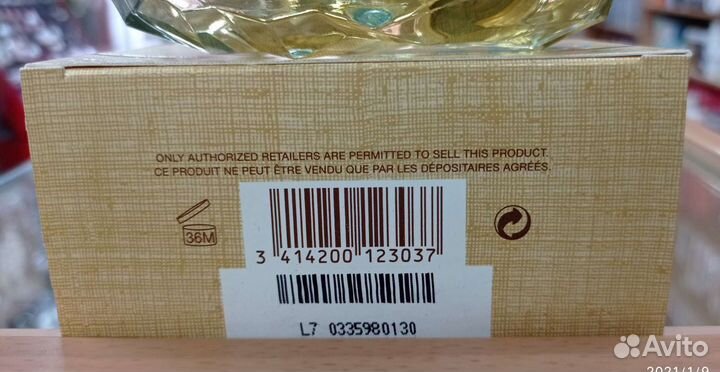 ONLY AUTHORIZED RETAILERS ARE PERMITTED TO SELL THIS PRODUCT.
CE PRODUIT NE PEUT ÊTRE VENDU QUE PAR LES DÉPOSITAIRES AGRÉÉS.
36M
3 414200 123037
L7 0335980130
Avito
2021/1/9